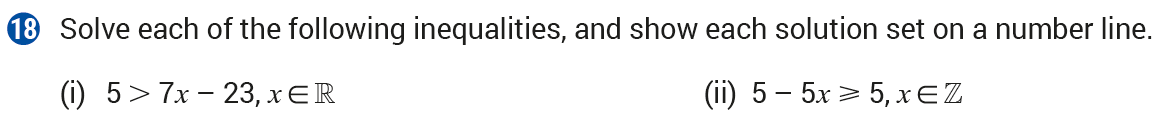 18 Solve each of the following inequalities, and show each solution set on a number line.
(i) 5 > 7x – 23, x ∈ ℝ (ii) 5 – 5x ⩾ 5, x ∈ ℤ